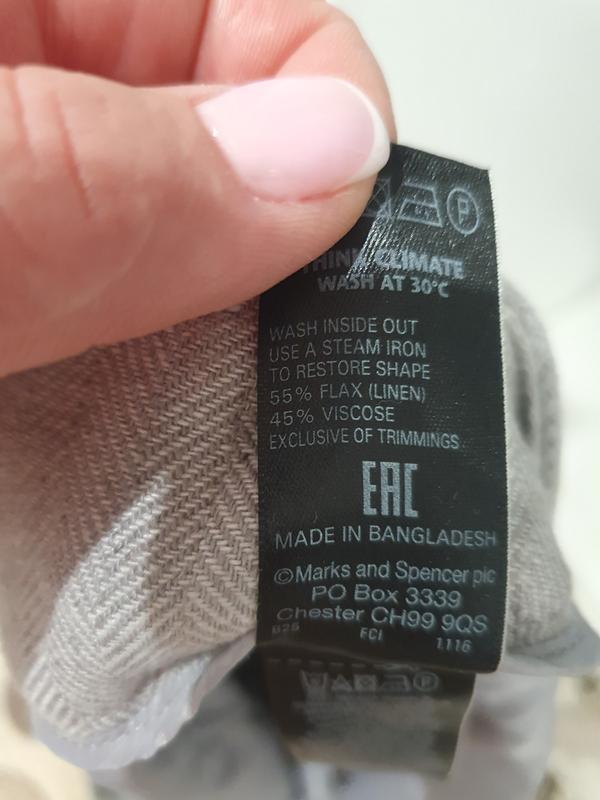 P
THINK CLIMATE
WASH AT 30°C
WASH INSIDE OUT
USE A STEAM IRON
TO RESTORE SHAPE
55% FLAX (LINEN)
45% VISCOSE
EXCLUSIVE OF TRIMMINGS
EAC
MADE IN BANGLADESH
©Marks and Spencer plc
PO Box 3339
Chester CH99 9QS
FCI 1116
P